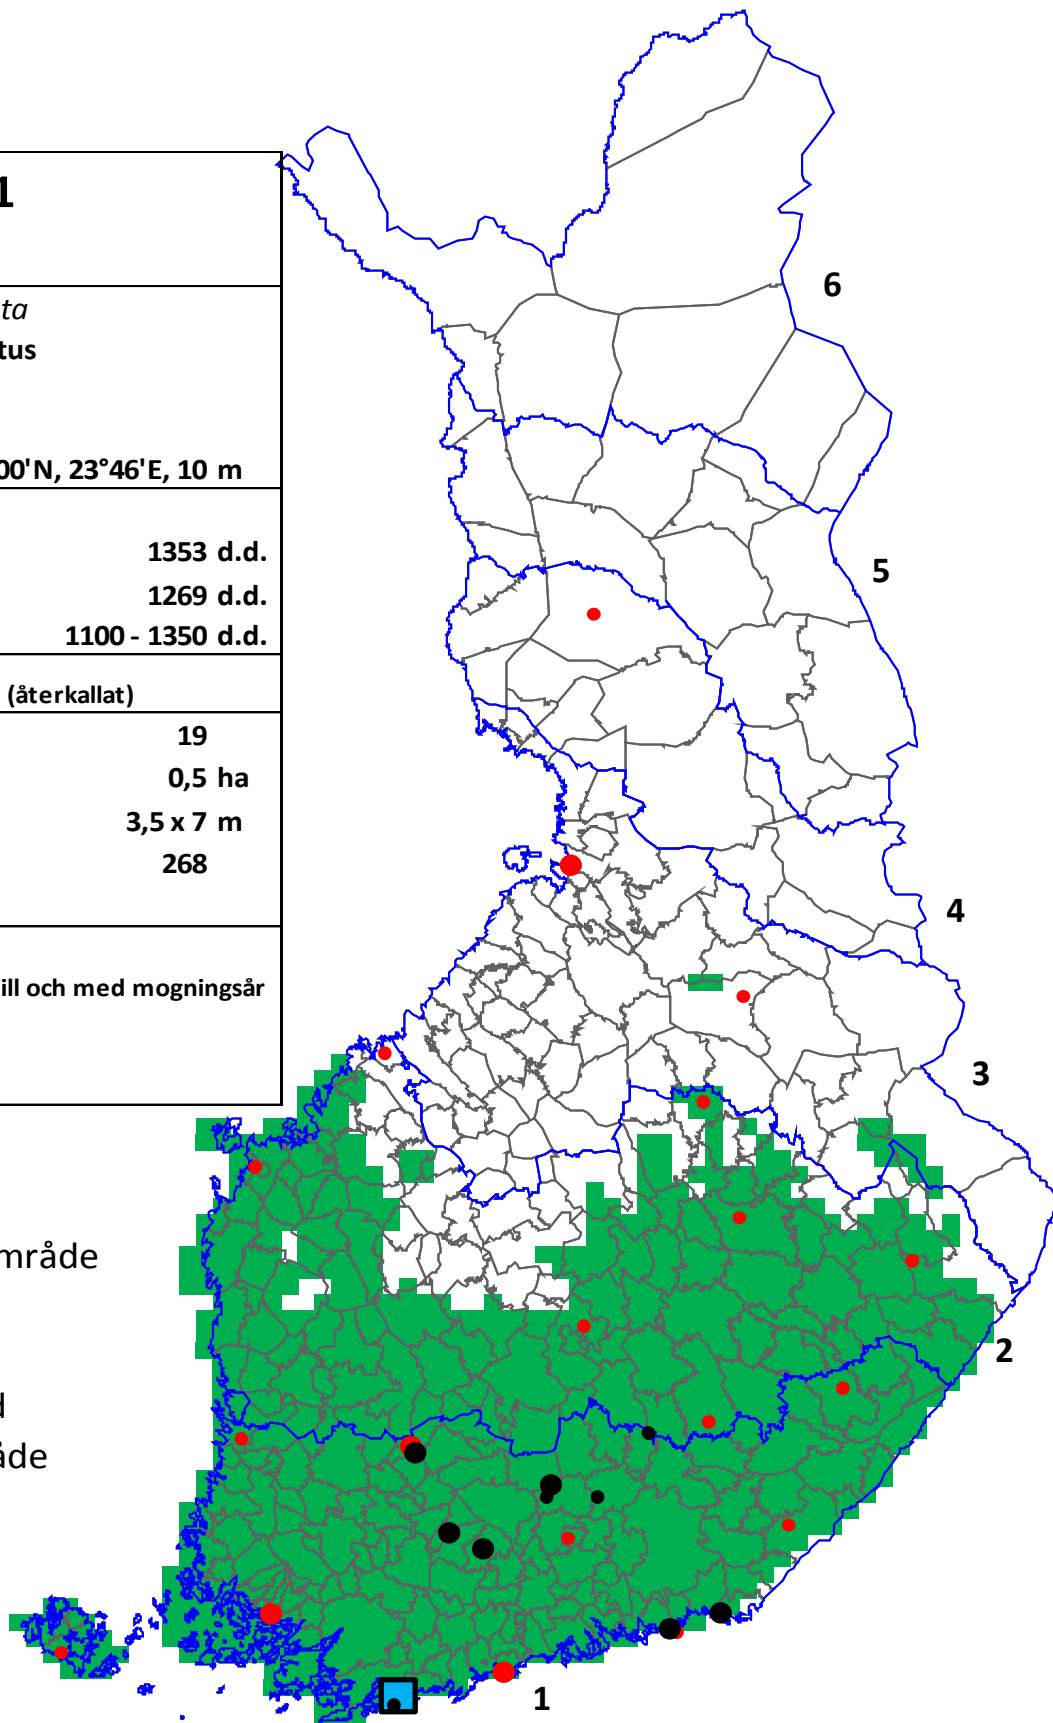 1
ta
tus
00'N, 23°46'E, 10 m
1353 d.d.
1269 d.d.
1100 - 1350 d.d.
(återkallat)
19
0,5 ha
3,5 x 7 m
268
ill och med mogningsår
mråde
d
åde
6
5
4
3
2
1